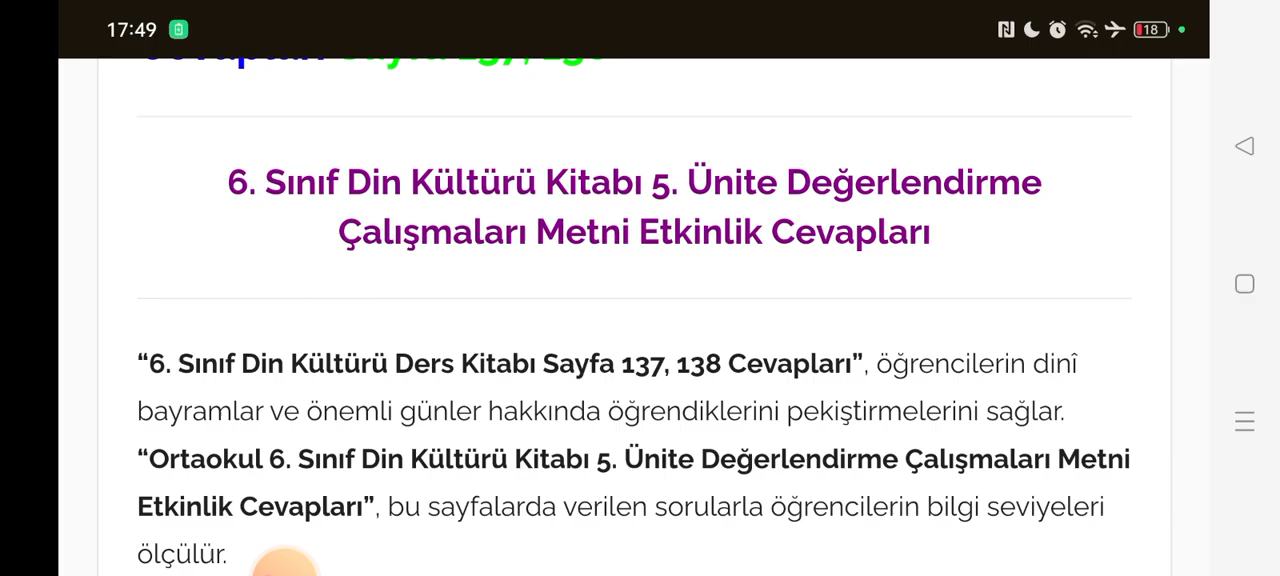 17:49
18
6. Sınıf Din Kültürü Kitabı 5. Ünite Değerlendirme
Çalışmaları Metni Etkinlik Cevapları
“6. Sınıf Din Kültürü Ders Kitabı Sayfa 137, 138 Cevapları”, öğrencilerin dinî
bayramlar ve önemli günler hakkında öğrendiklerini pekiştirmelerini sağlar.
“Ortaokul 6. Sınıf Din Kültürü Kitabı 5. Ünite Değerlendirme Çalışmaları Metni
Etkinlik Cevapları”, bu sayfalarda verilen sorularla öğrencilerin bilgi seviyeleri
ölçülür.